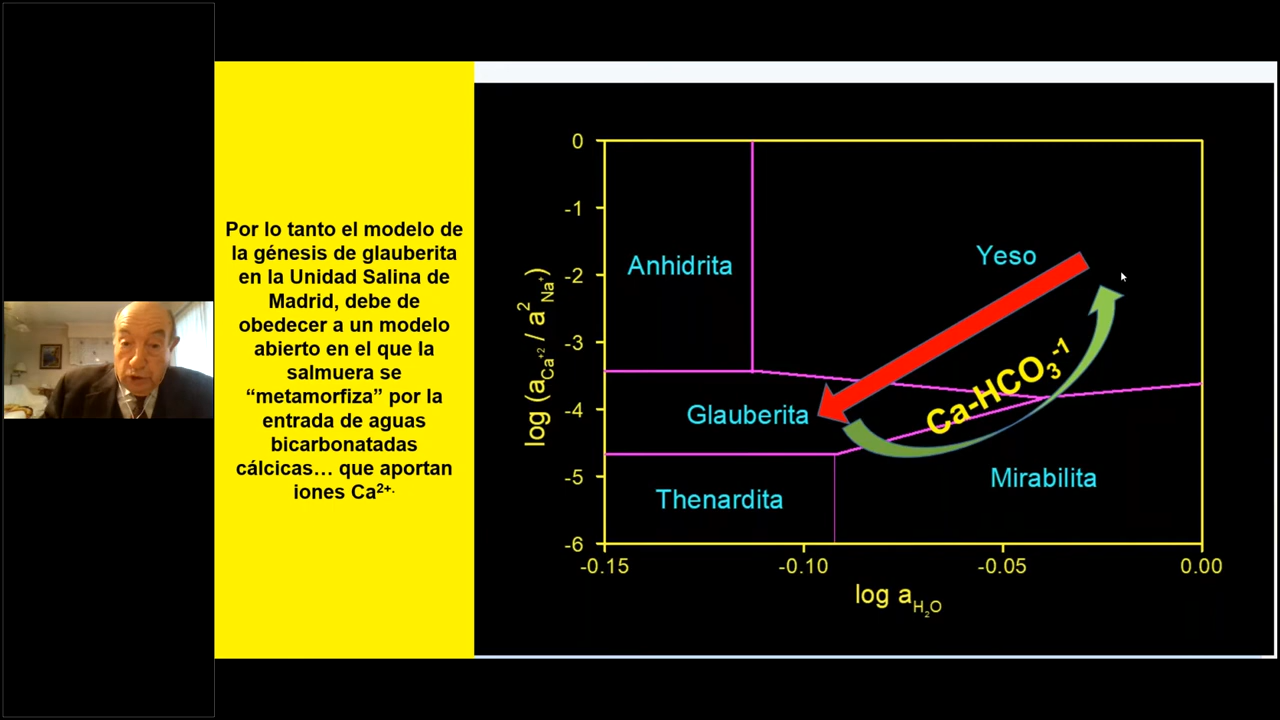 Por lo tanto el modelo de
la génesis de glauberita
en la Unidad Salina de
Madrid, debe de
obedecer a un modelo
abierto en el que la
salmuera se
“metamorfiza” por la
entrada de aguas
bicarbonatadas
cálcicas… que aportan
iones Ca²⁺·
log (a Ca⁺² / a² Na⁺)
0
-1
-2
-3
-4
-5
-6
Anhidrita
Yeso
Glauberita
Ca-HCO₃⁻¹
Thenardita
Mirabilita
-0.15
-0.10
-0.05
0.00
log a H₂O